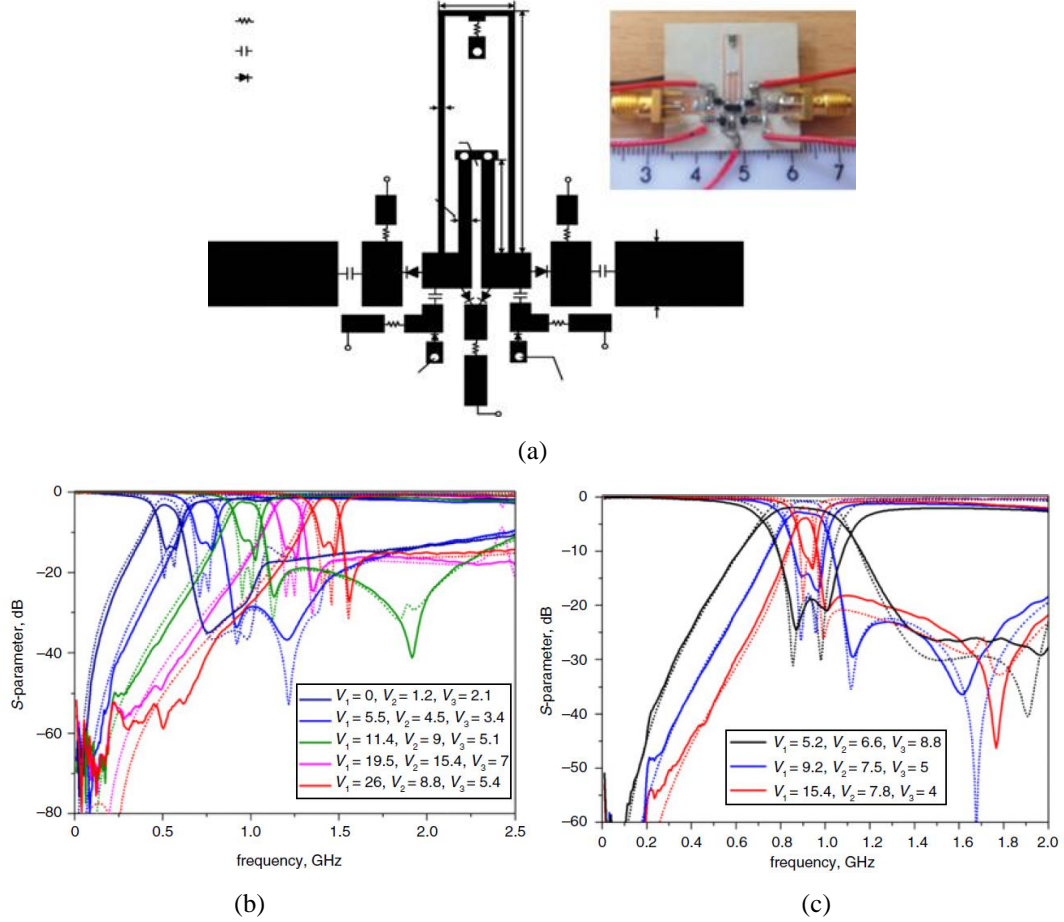 3 4 5 6 7
(a)
0
−20
−40
−60
−80
S-parameter, dB
V1 = 0, V2 = 1.2, V3 = 2.1
V1 = 5.5, V2 = 4.5, V3 = 3.4
V1 = 11.4, V2 = 9, V3 = 5.1
V1 = 19.5, V2 = 15.4, V3 = 7
V1 = 26, V2 = 8.8, V3 = 5.4
0 0.5 1.0 1.5 2.0 2.5
frequency, GHz
(b)
0
−10
−20
−30
−40
−50
−60
S-parameter, dB
V1 = 5.2, V2 = 6.6, V3 = 8.8
V1 = 9.2, V2 = 7.5, V3 = 5
V1 = 15.4, V2 = 7.8, V3 = 4
0 0.2 0.4 0.6 0.8 1.0 1.2 1.4 1.6 1.8 2.0
frequency, GHz
(c)